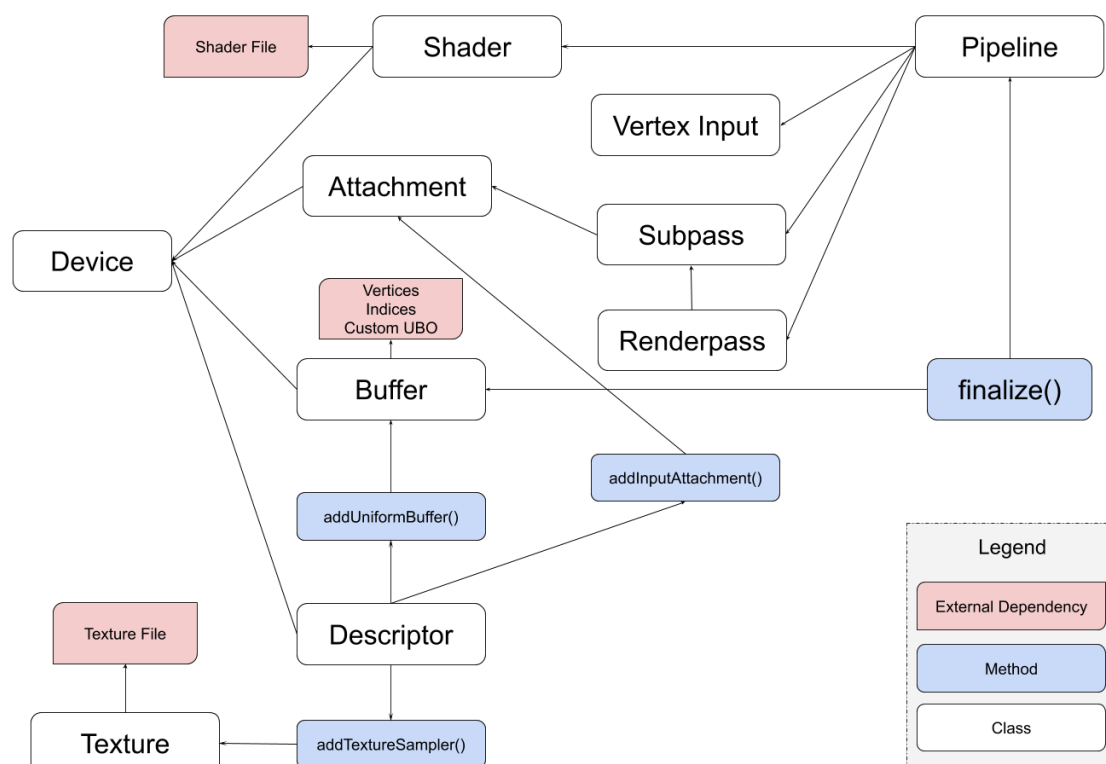 Shader File
Shader
Pipeline
Vertex Input
Attachment
Subpass
Device
Vertices
Indices
Custom UBO
Renderpass
Buffer
finalize()
addInputAttachment()
addUniformBuffer()
Legend
External Dependency
Descriptor
Texture File
Method
Class
Texture
addTextureSampler()